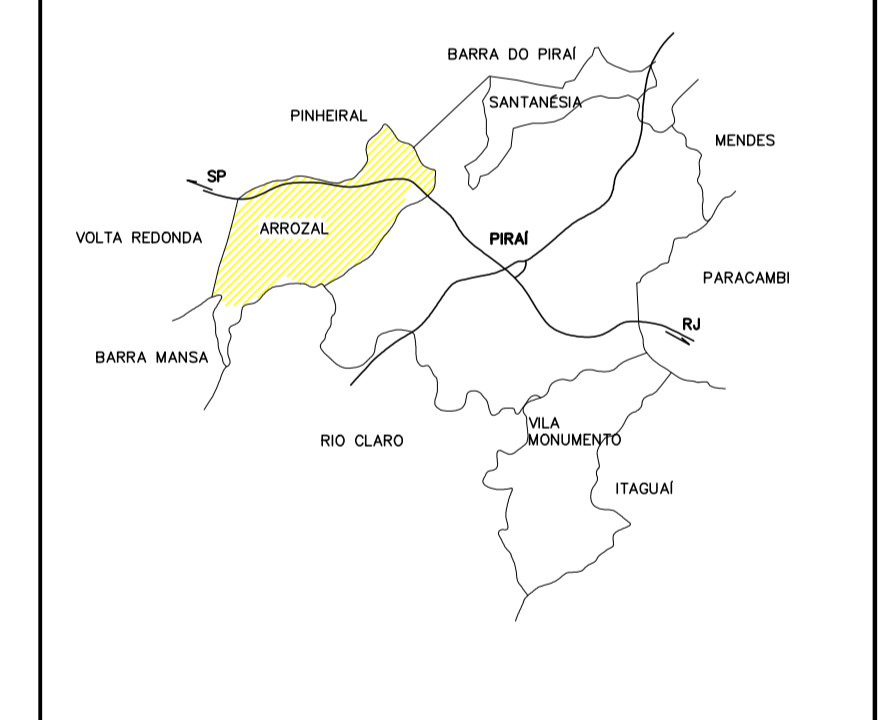 BARRA DO PIRAÍ
SANTANÉSIA
PINHEIRAL
MENDES
SP
ARROZAL
VOLTA REDONDA
PIRAÍ
PARACAMBI
RJ
BARRA MANSA
RIO CLARO
VILA
MONUMENTO
ITAGUAÍ